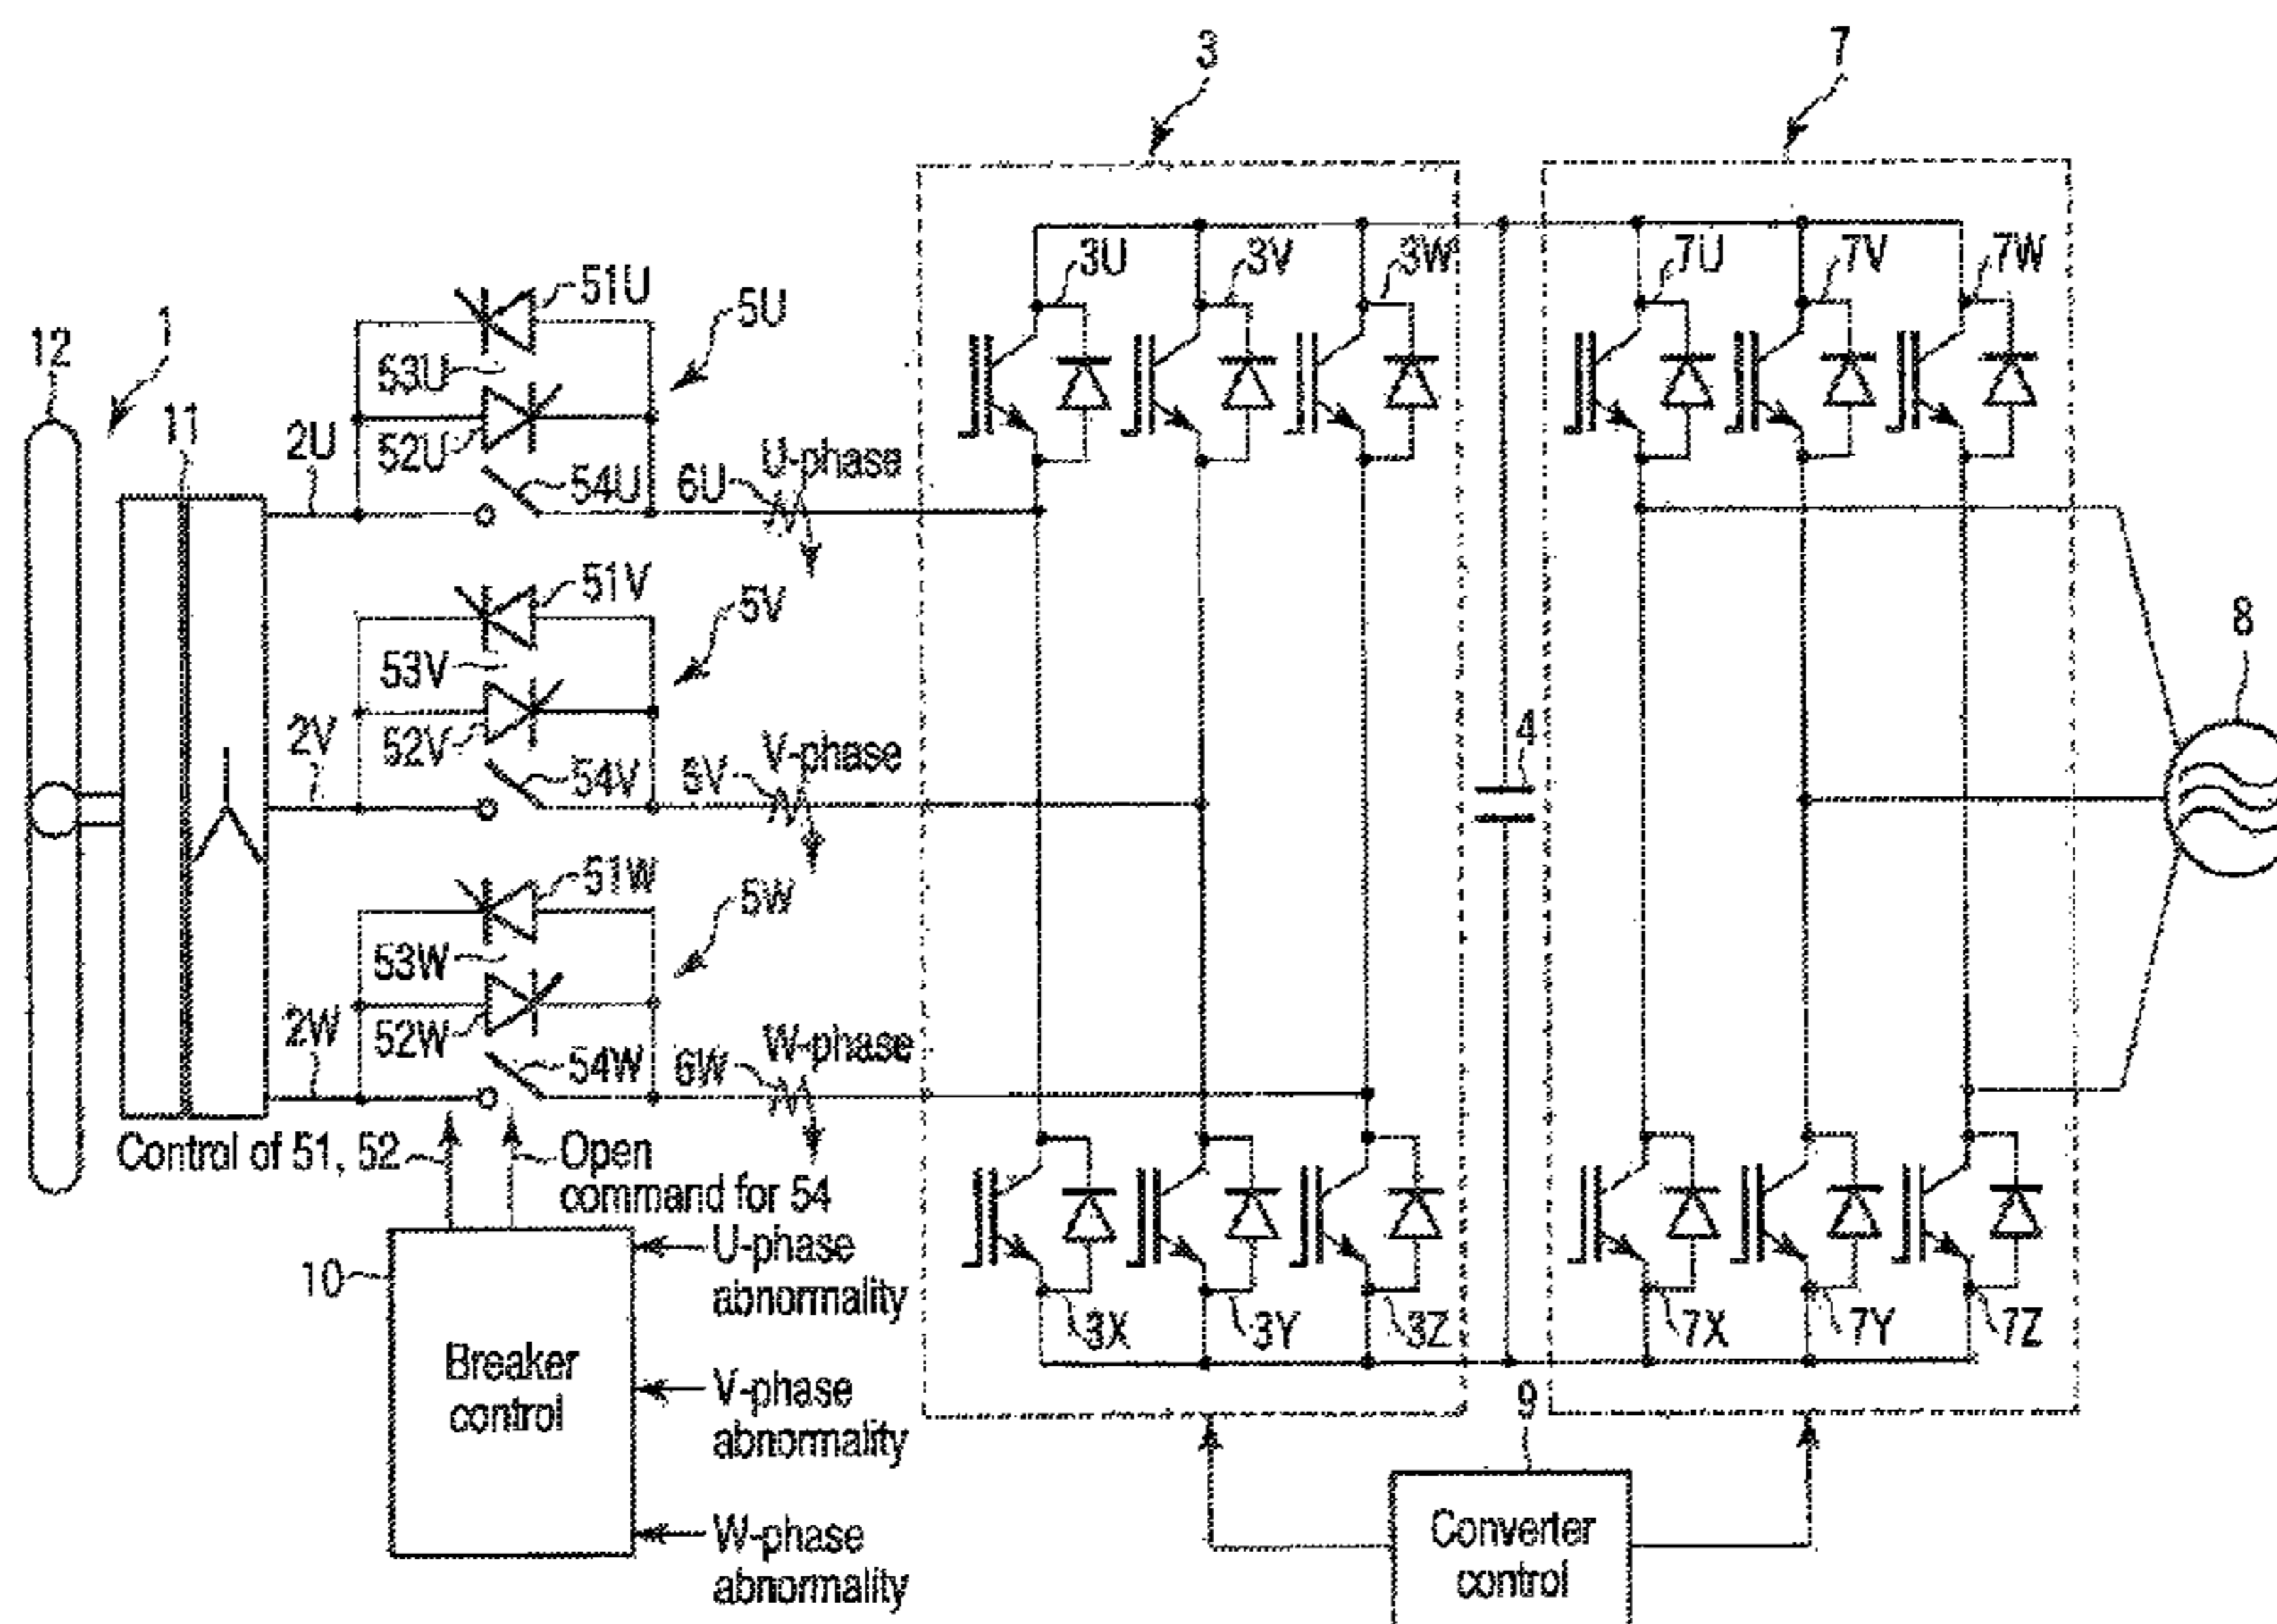 3
7
3U
3V
3W
7U
7V
7W
51U
5U
53U
1
12
52U
11
2U
54U
6U
U-phase
51V
5V
53V
8
52V
2V
V-phase
4
54V
6V
51W
5W
53W
2W
52W
W-phase
54W
6W
Control of 51, 52
Open
command for 54
U-phase
abnormality
10
3X
3Y
3Z
7X
7Y
7Z
Breaker
control
V-phase
abnormality
9
W-phase
abnormality
Converter
control